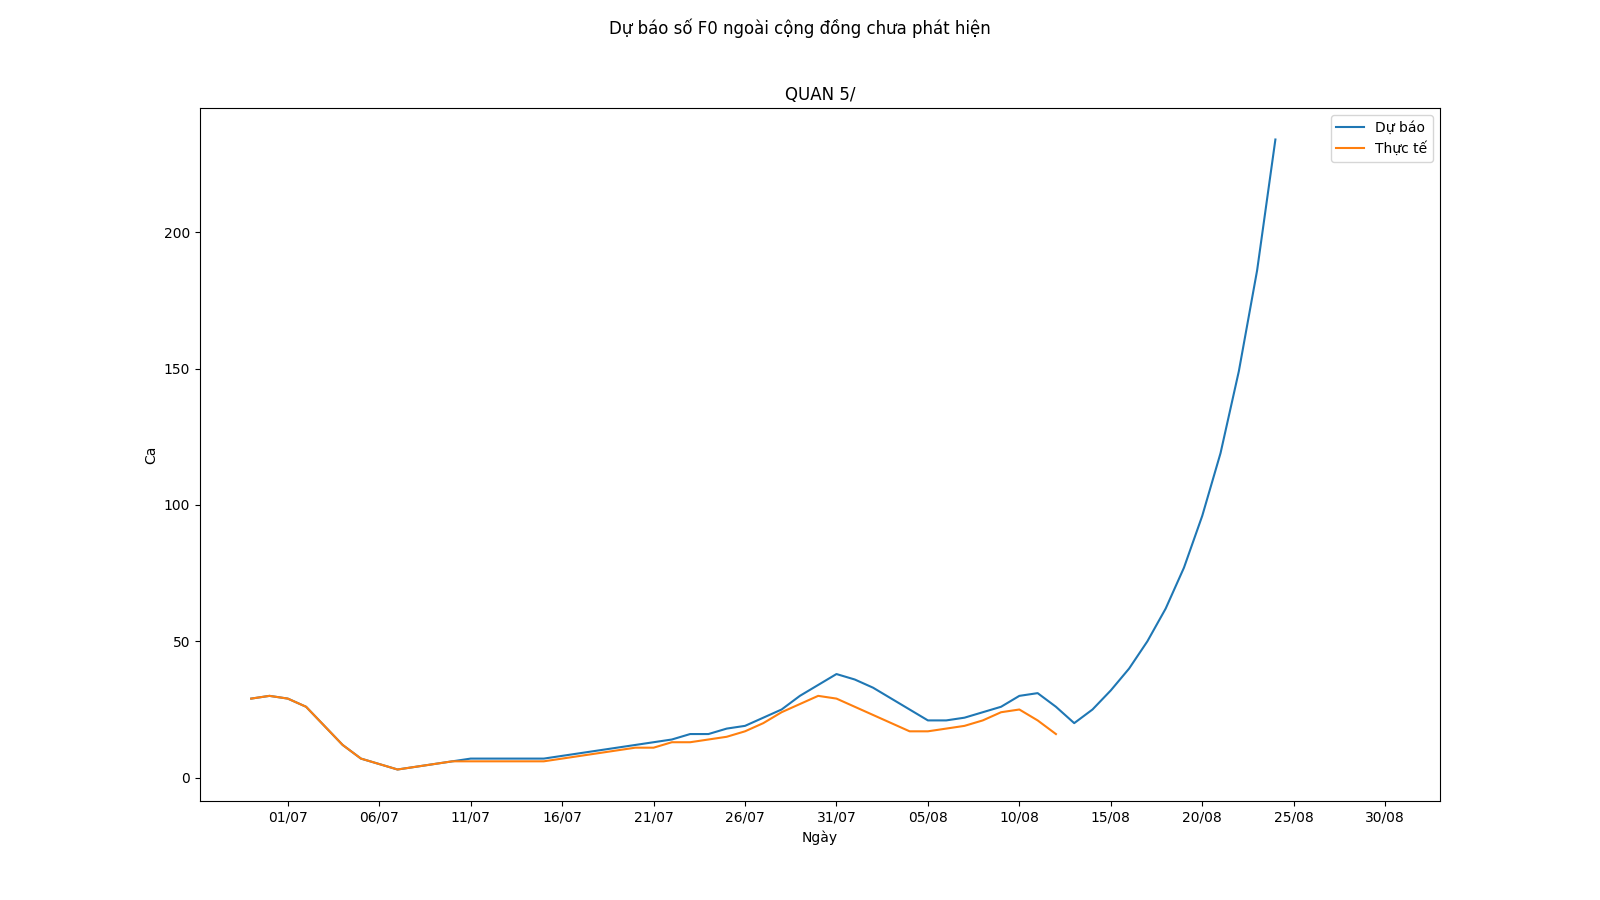 Dự báo số F0 ngoài cộng đồng chưa phát hiện
QUAN 5/
Dự báo
Thực tế
200
150
100
50
0
Ca
01/07 06/07 11/07 16/07 21/07 26/07 31/07 05/08 10/08 15/08 20/08 25/08 30/08
Ngày